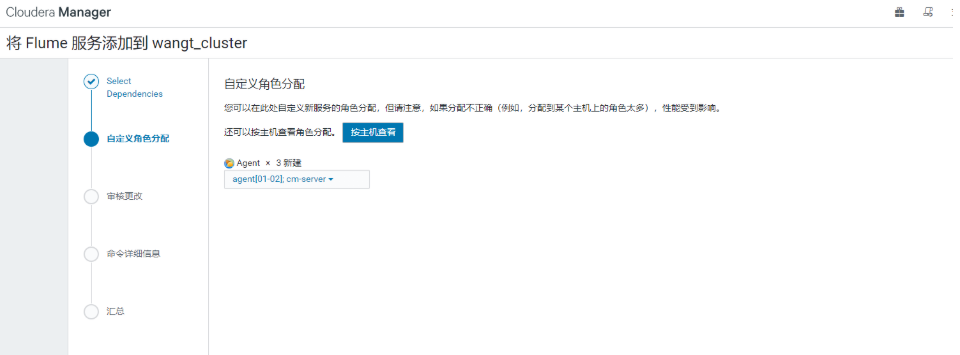 Cloudera Manager
将 Flume 服务添加到 wangt_cluster
Select
Dependencies
自定义角色分配
审核更改
命令详细信息
汇总
自定义角色分配
您可以在此处自定义新服务的角色分配，但请注意，如果分配不正确（例如，分配到某个主机上的角色太多），性能受到影响。
还可以按主机查看角色分配。 按主机查看
Agent × 3 新建
agent[01-02]; cm-server